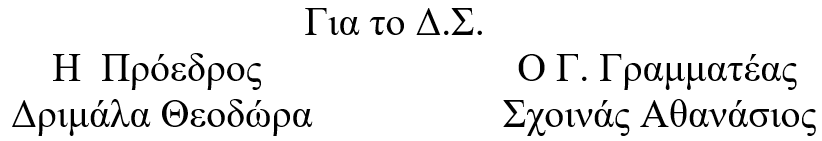 Για το Δ.Σ.
Η Πρόεδρος Ο Γ. Γραμματέας
Δριμάλα Θεοδώρα Σχοινάς Αθανάσιος